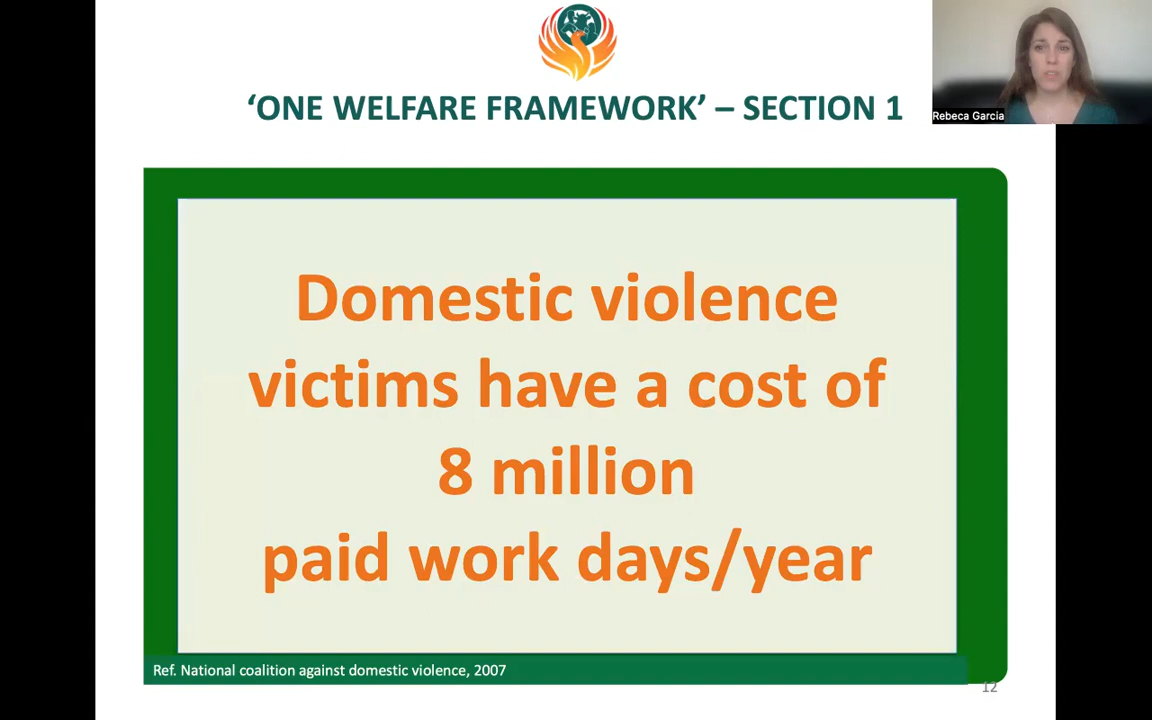 ‘ONE WELFARE FRAMEWORK’ – SECTION 1
Rebeca Garcia
Domestic violence
victims have a cost of
8 million
paid work days/year
Ref. National coalition against domestic violence, 2007
12